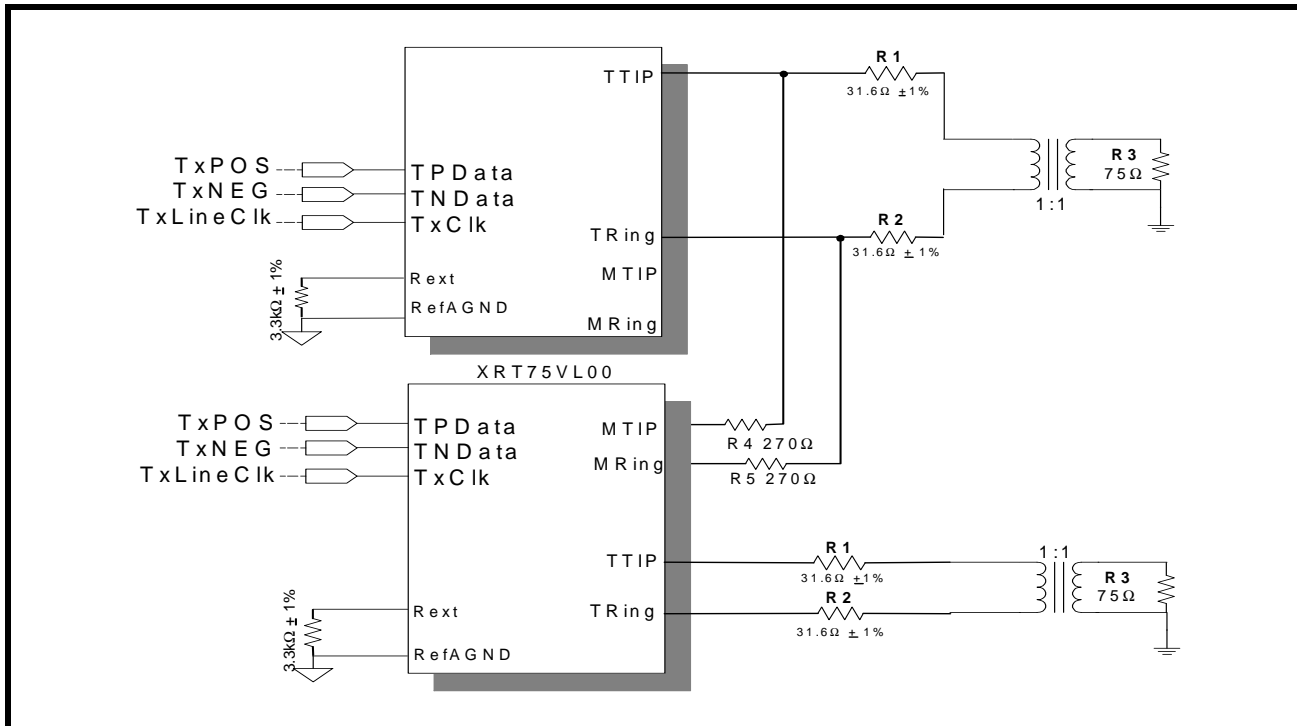 TTIP
R1
31.6Ω ±1%
TxPOS
TPData
TxNEG
TNData
TxLineClk
TxClk
R3
75Ω
1:1
TRing
R2
31.6Ω ± 1%
MTIP
Rext
RefAGND
3.3kΩ ± 1%
MRing
XRT75VL00
TxPOS
TPData
TxNEG
TNData
TxLineClk
TxClk
MTIP
R4 270Ω
MRing
R5 270Ω
TTIP
R1
31.6Ω ±1%
1:1
R3
75Ω
R2
TRing
31.6Ω ± 1%
Rext
RefAGND
3.3kΩ ± 1%